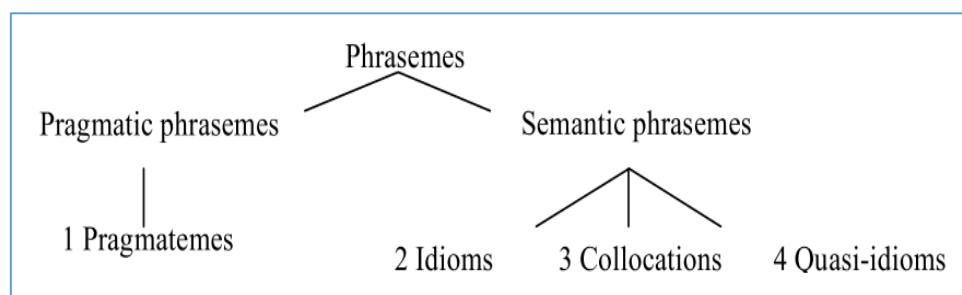 Phrasemes
Pragmatic phrasemes
Semantic phrasemes
1 Pragmatemes
2 Idioms
3 Collocations
4 Quasi-idioms